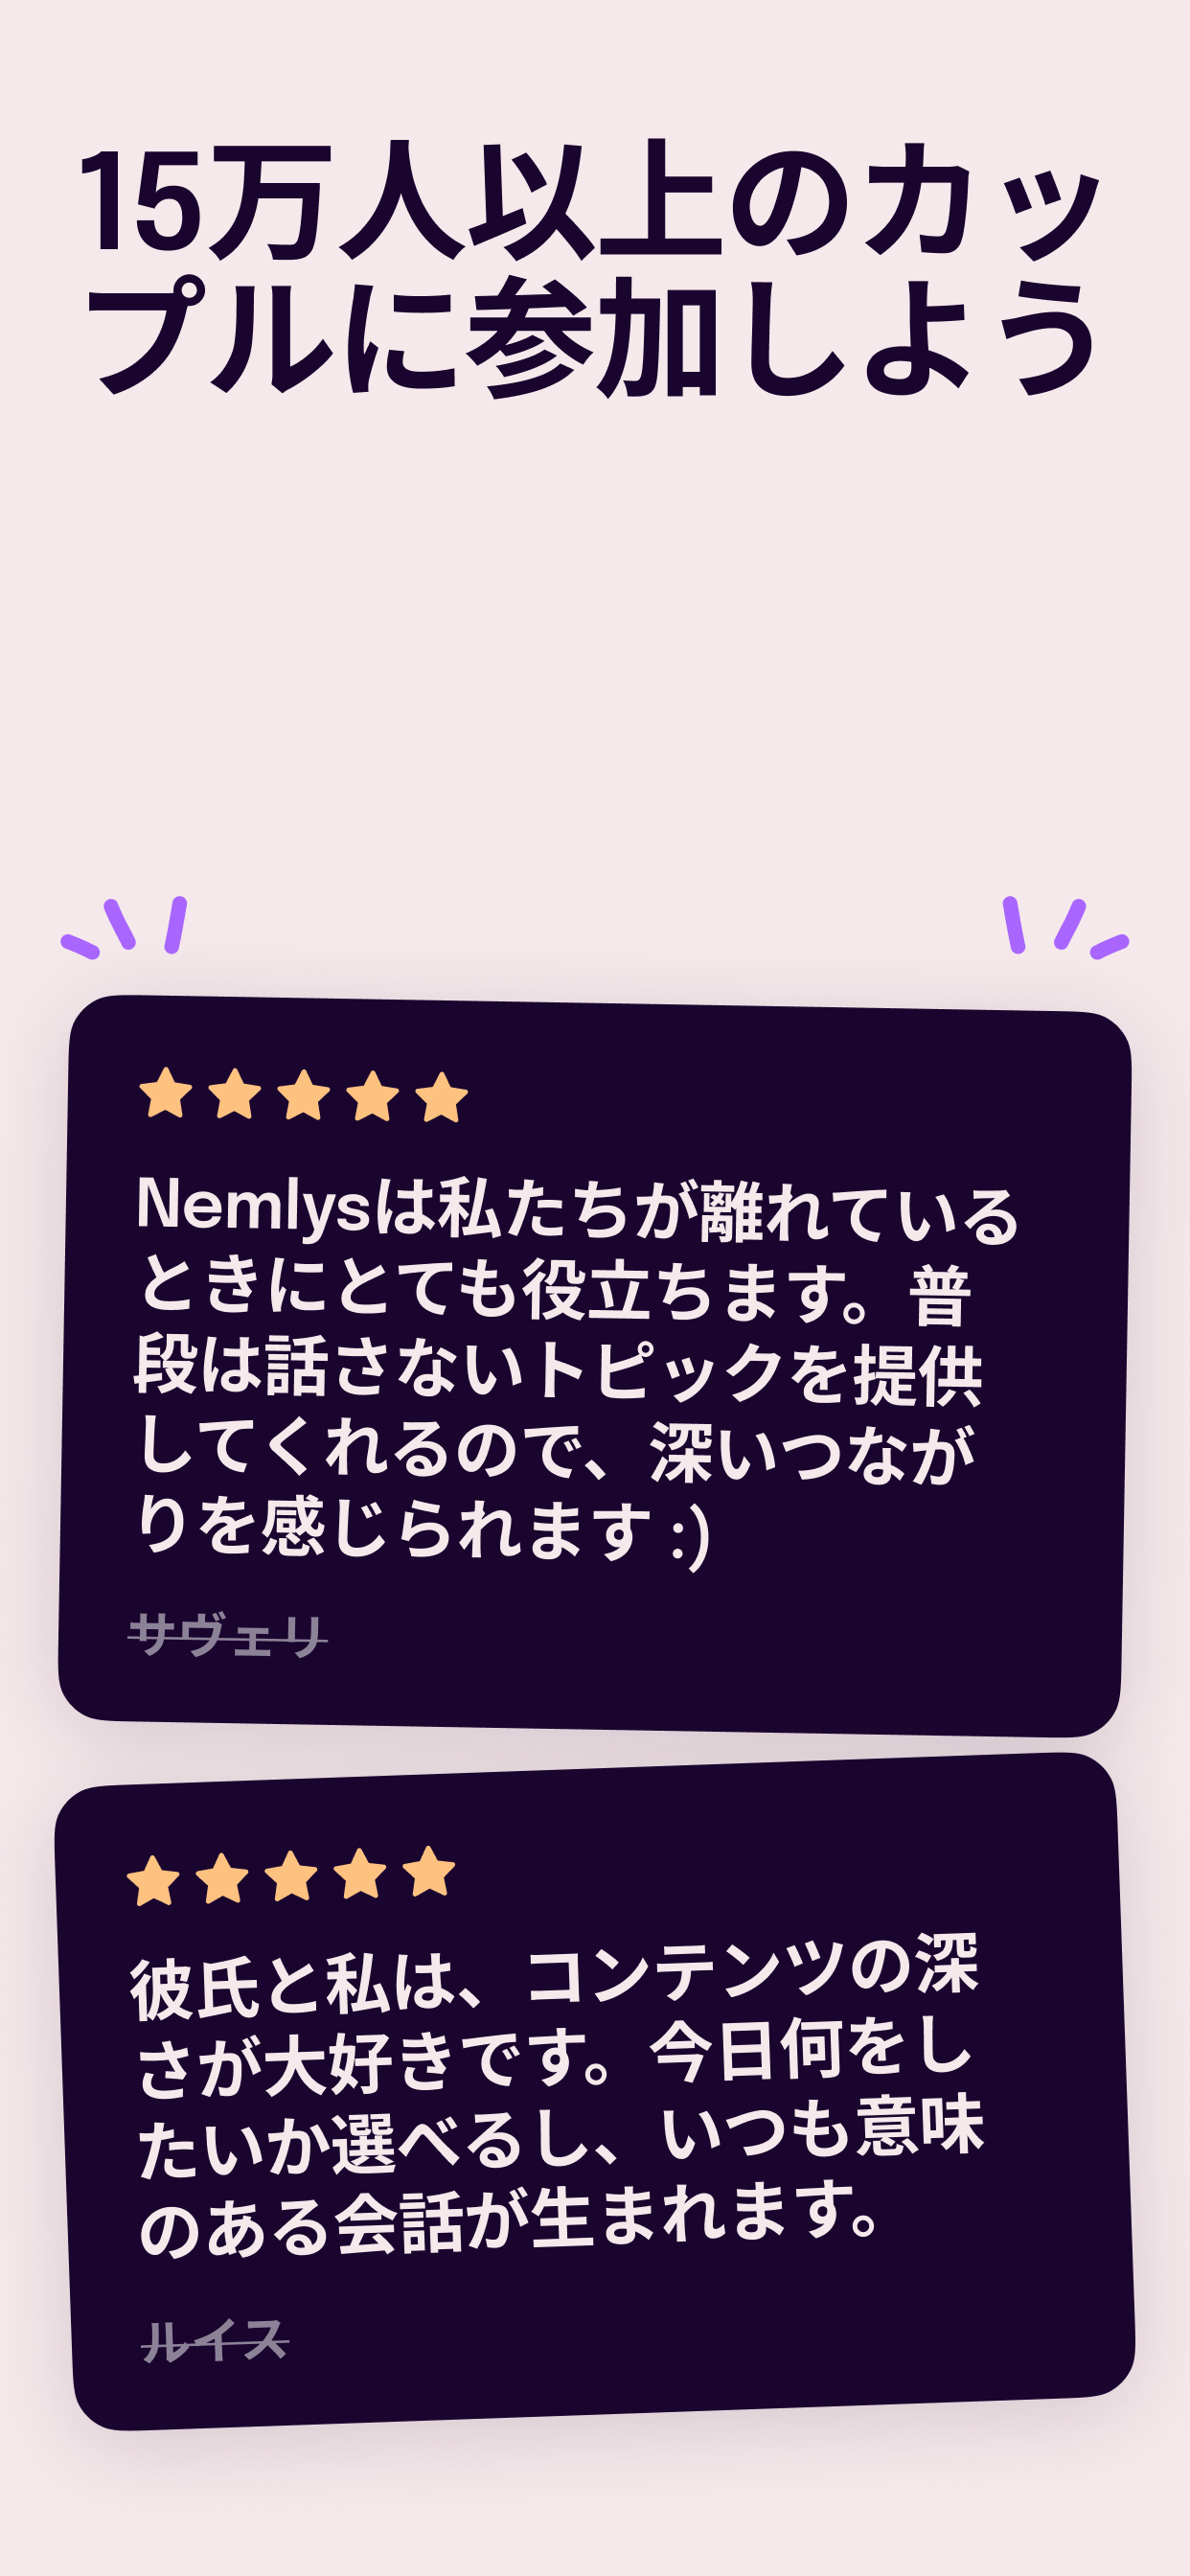 15万人以上のカッ
プルに参加しよう
Nemlysは私たちが離れている
ときにとても役立ちます。普
段は話さないトピックを提供
してくれるので、深いつなが
りを感じられます :)
サヴェリ
彼氏と私は、コンテンツの深
さが大好きです。今日何をし
たいか選べるし、いつも意味
のある会話が生まれます。
ルイス